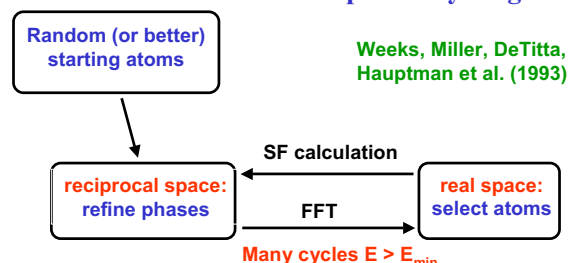 Random (or better)
starting atoms
Weeks, Miller, DeTitta,
Hauptman et al. (1993)
SF calculation
reciprocal space:
refine phases
FFT
real space:
select atoms
Many cycles E > Emin